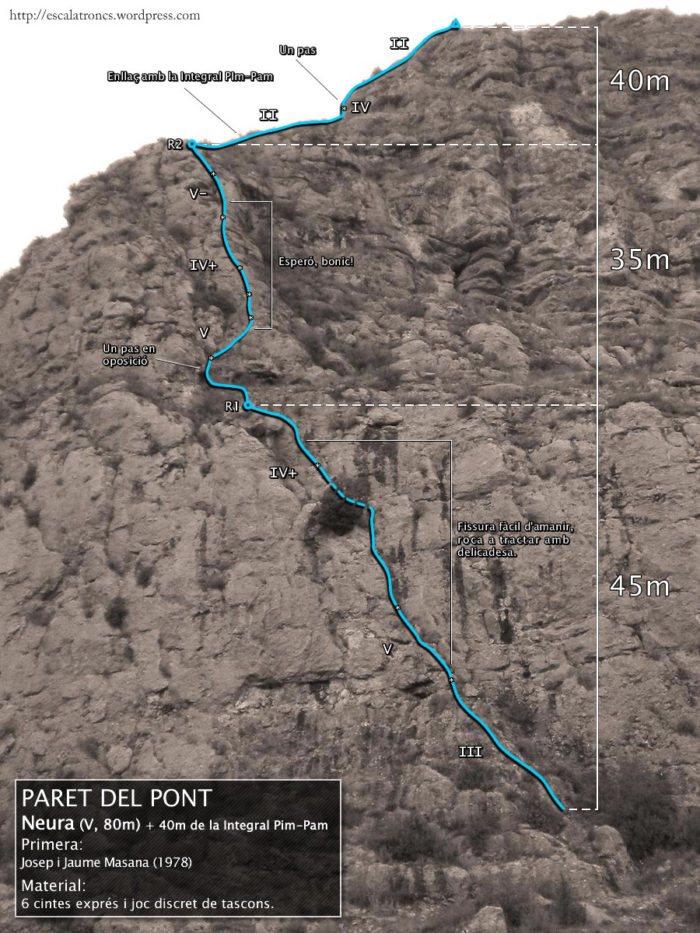 http://escalatroncs.wordpress.com
II
Un pas
40m
Enllaç amb la Integral Pim-Pam
IV
II
R2
V-
35m
Esperó, bonic!
IV+
V
Un pas en
oposició
R1
IV+
Fissura fàcil d'amanir,
roca a tractar amb
delicadesa.
45m
V
III
PARET DEL PONT
Neura (V, 80m) + 40m de la Integral Pim-Pam
Primera:
Josep i Jaume Masana (1978)
Material:
6 cintes exprés i joc discret de tascons.